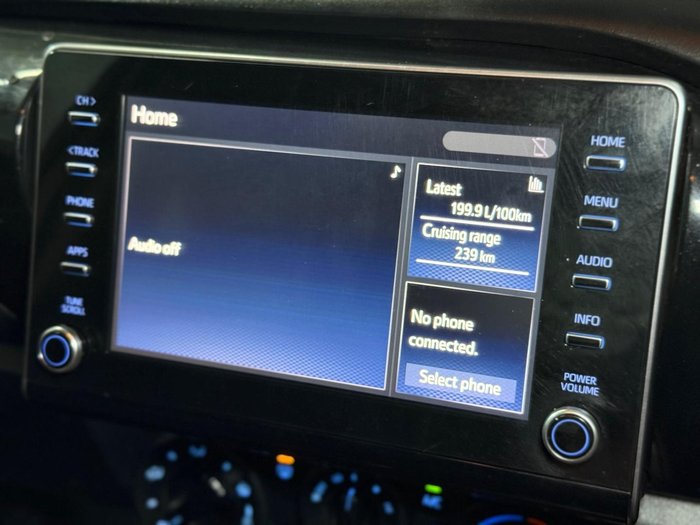 CH >
< TRACK
PHONE
APPS
TUNE
SCROLL
Home
Audio off
Latest
199.9 L/100km
Cruising range
239 km
No phone
connected.
Select phone
HOME
MENU
AUDIO
INFO
POWER
VOLUME
A/C